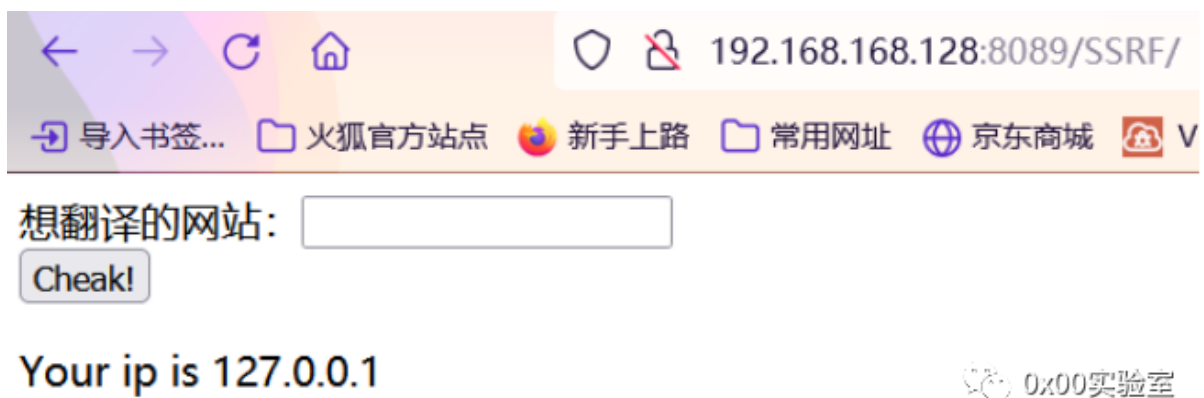 192.168.168.128:8089/SSRF/
导入书签... 火狐官方站点 新手上路 常用网址 京东商城 V
想翻译的网站：
Cheak!
Your ip is 127.0.0.1
0x00实验室